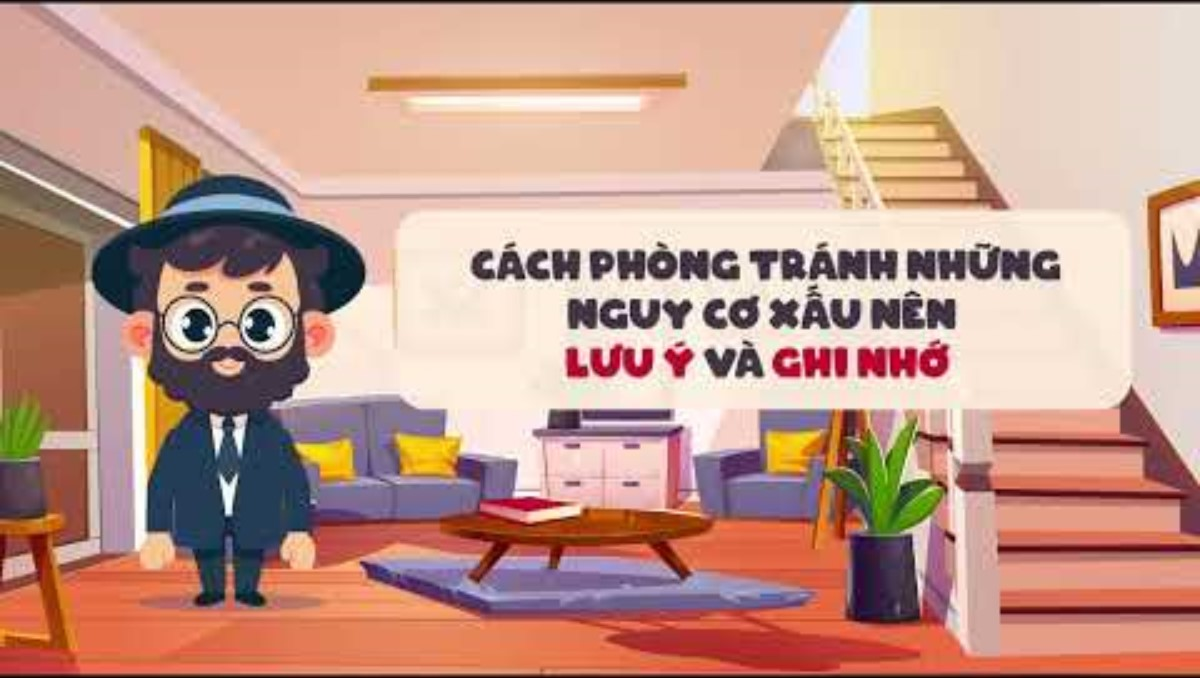 CÁCH PHÒNG TRÁNH NHỮNG
NGUY CƠ XẤU NÊN
LƯU Ý VÀ GHI NHỚ